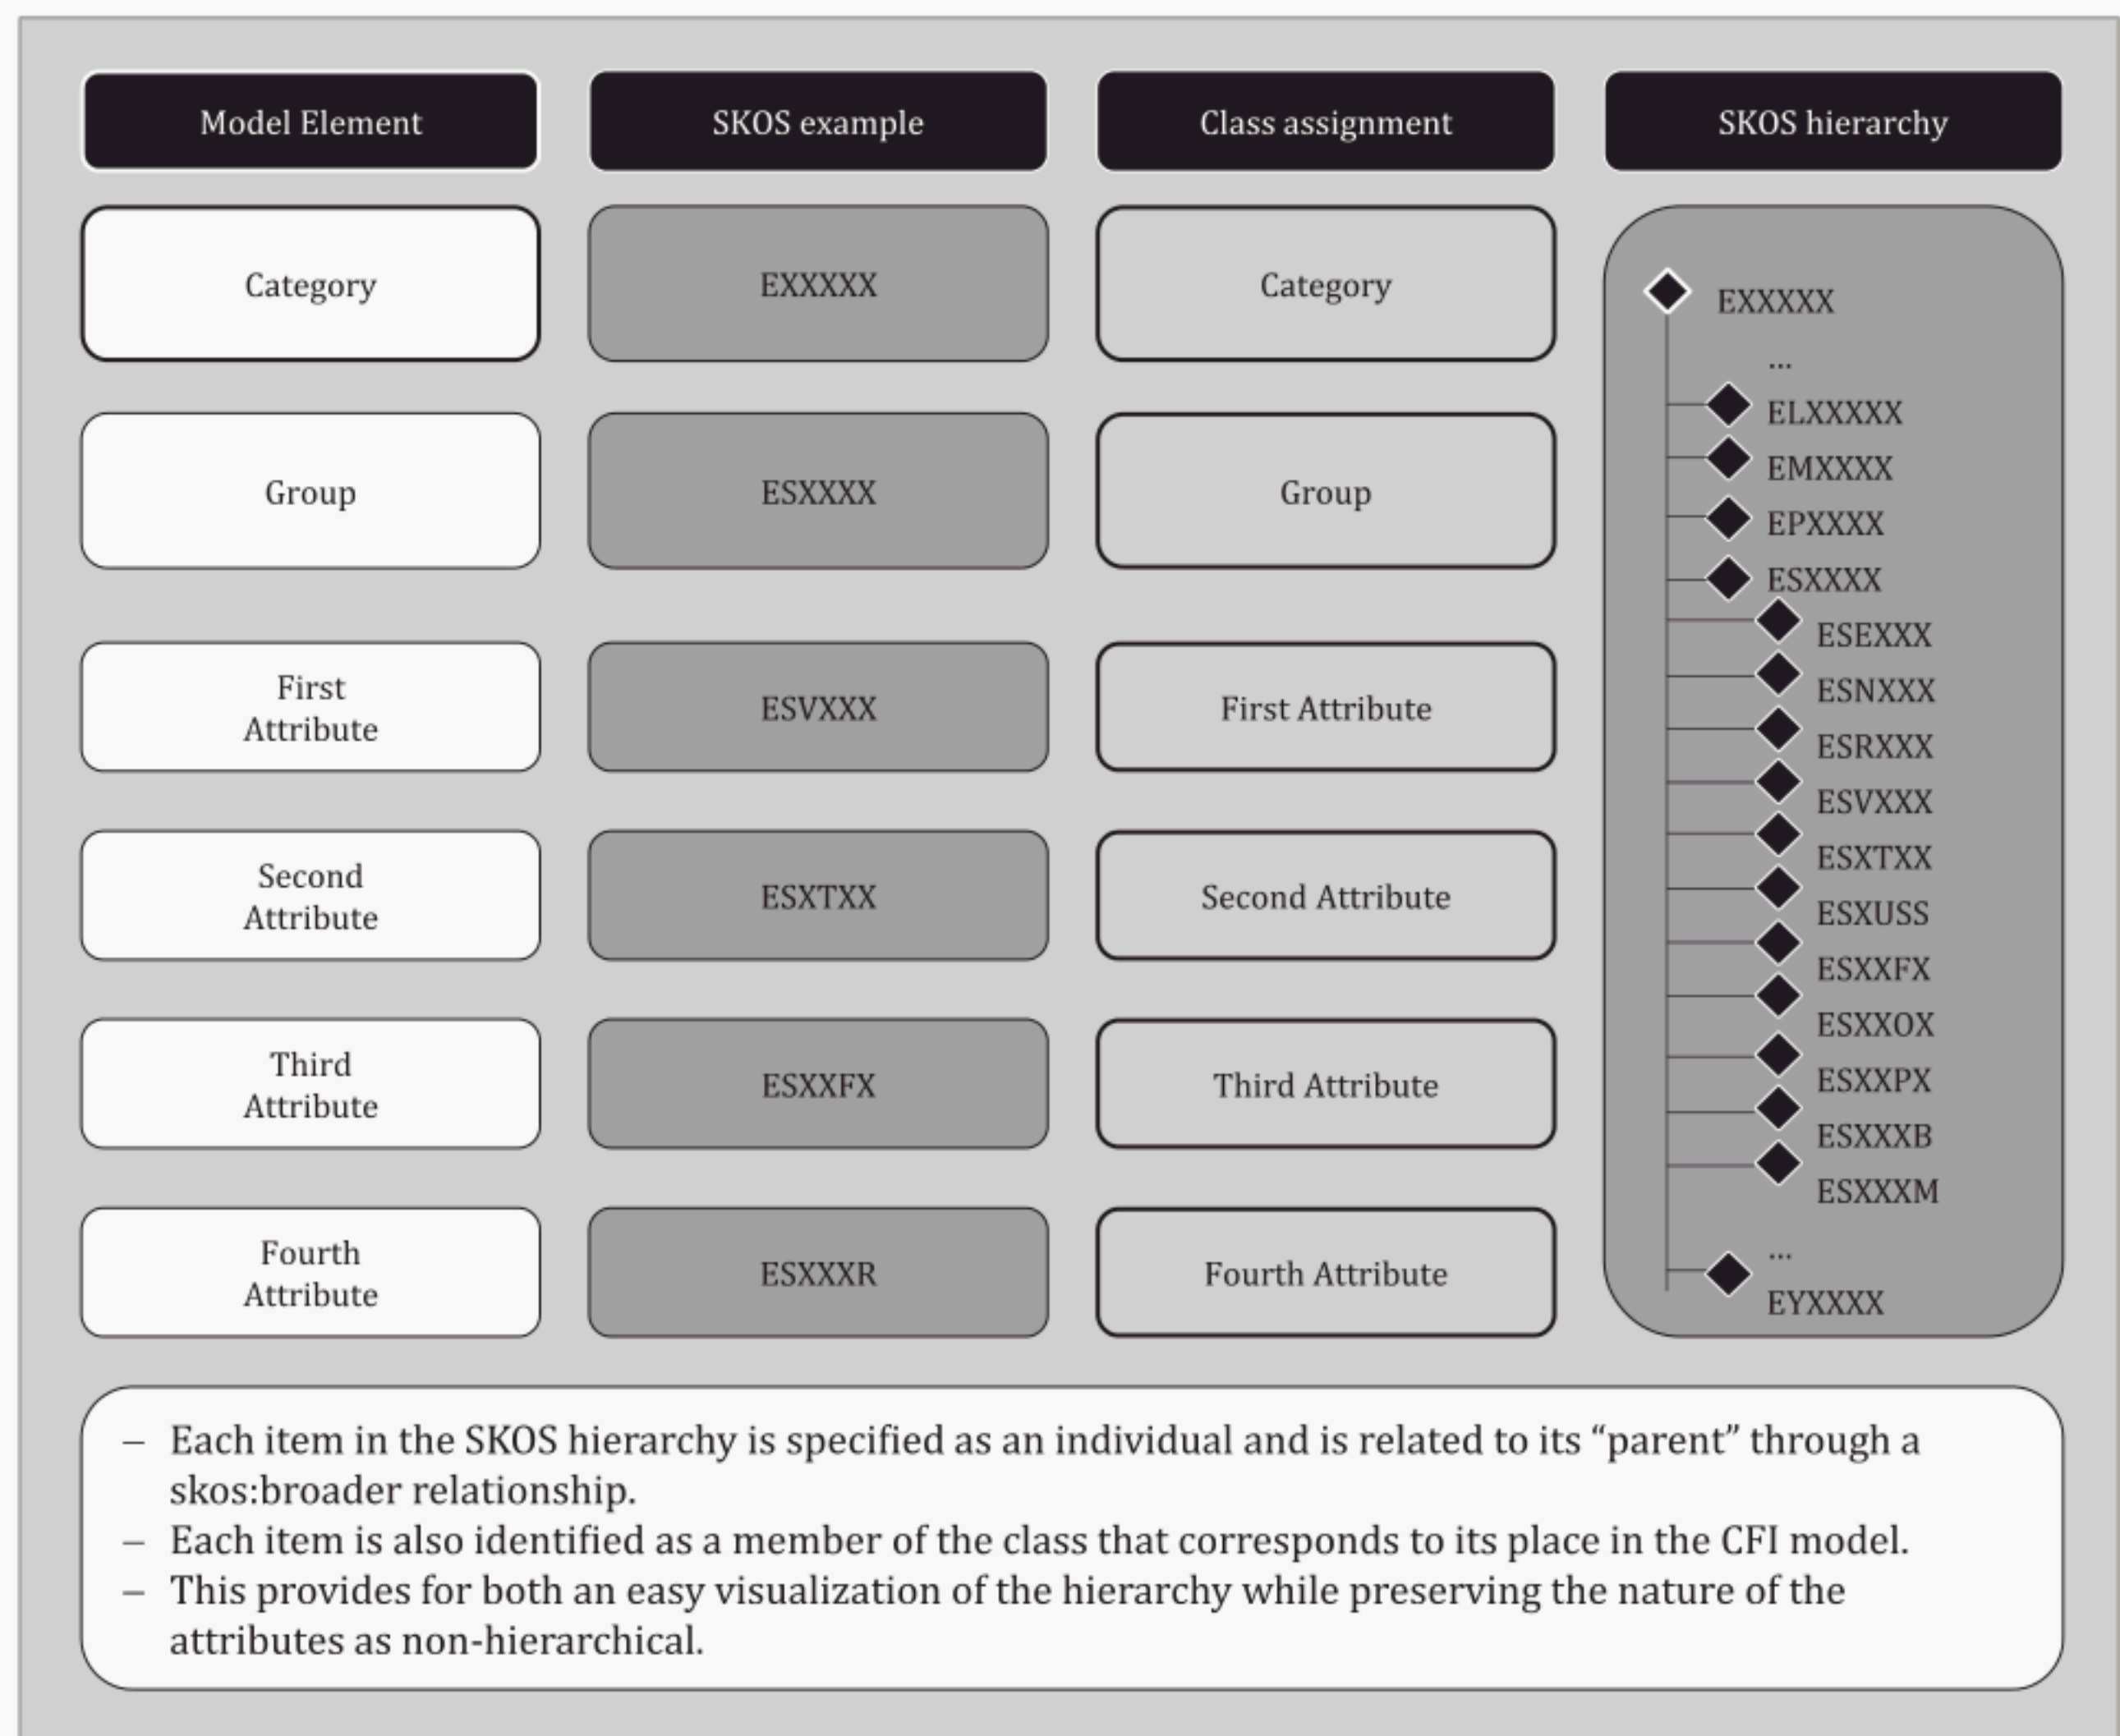 Model Element
SKOS example
Class assignment
SKOS hierarchy
Category
EXXXXX
Category
Group
ESXXXX
Group
First
Attribute
ESVXXX
First Attribute
Second
Attribute
ESXTXX
Second Attribute
Third
Attribute
ESXXFX
Third Attribute
Fourth
Attribute
ESXXXR
Fourth Attribute
EXXXXX
...
ELXXXXX
EMXXXX
EPXXXX
ESXXXX
ESEXXX
ESNXXX
ESRXXX
ESVXXX
ESXTXX
ESXUSS
ESXXFX
ESXXOX
ESXXPX
ESXXXB
ESXXXM
...
EYXXXX
– Each item in the SKOS hierarchy is specified as an individual and is related to its “parent” through a
skos:broader relationship.
– Each item is also identified as a member of the class that corresponds to its place in the CFI model.
– This provides for both an easy visualization of the hierarchy while preserving the nature of the
attributes as non-hierarchical.